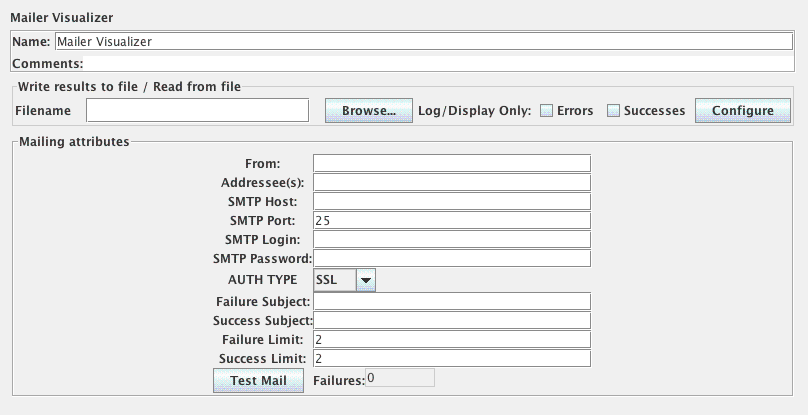 Mailer Visualizer
Name: Mailer Visualizer
Comments:
Write results to file / Read from file
Filename Browse... Log/Display Only: Errors Successes Configure
Mailing attributes
From:
Addressee(s):
SMTP Host:
SMTP Port: 25
SMTP Login:
SMTP Password:
AUTH TYPE SSL
Failure Subject:
Success Subject:
Failure Limit: 2
Success Limit: 2
Test Mail Failures: 0